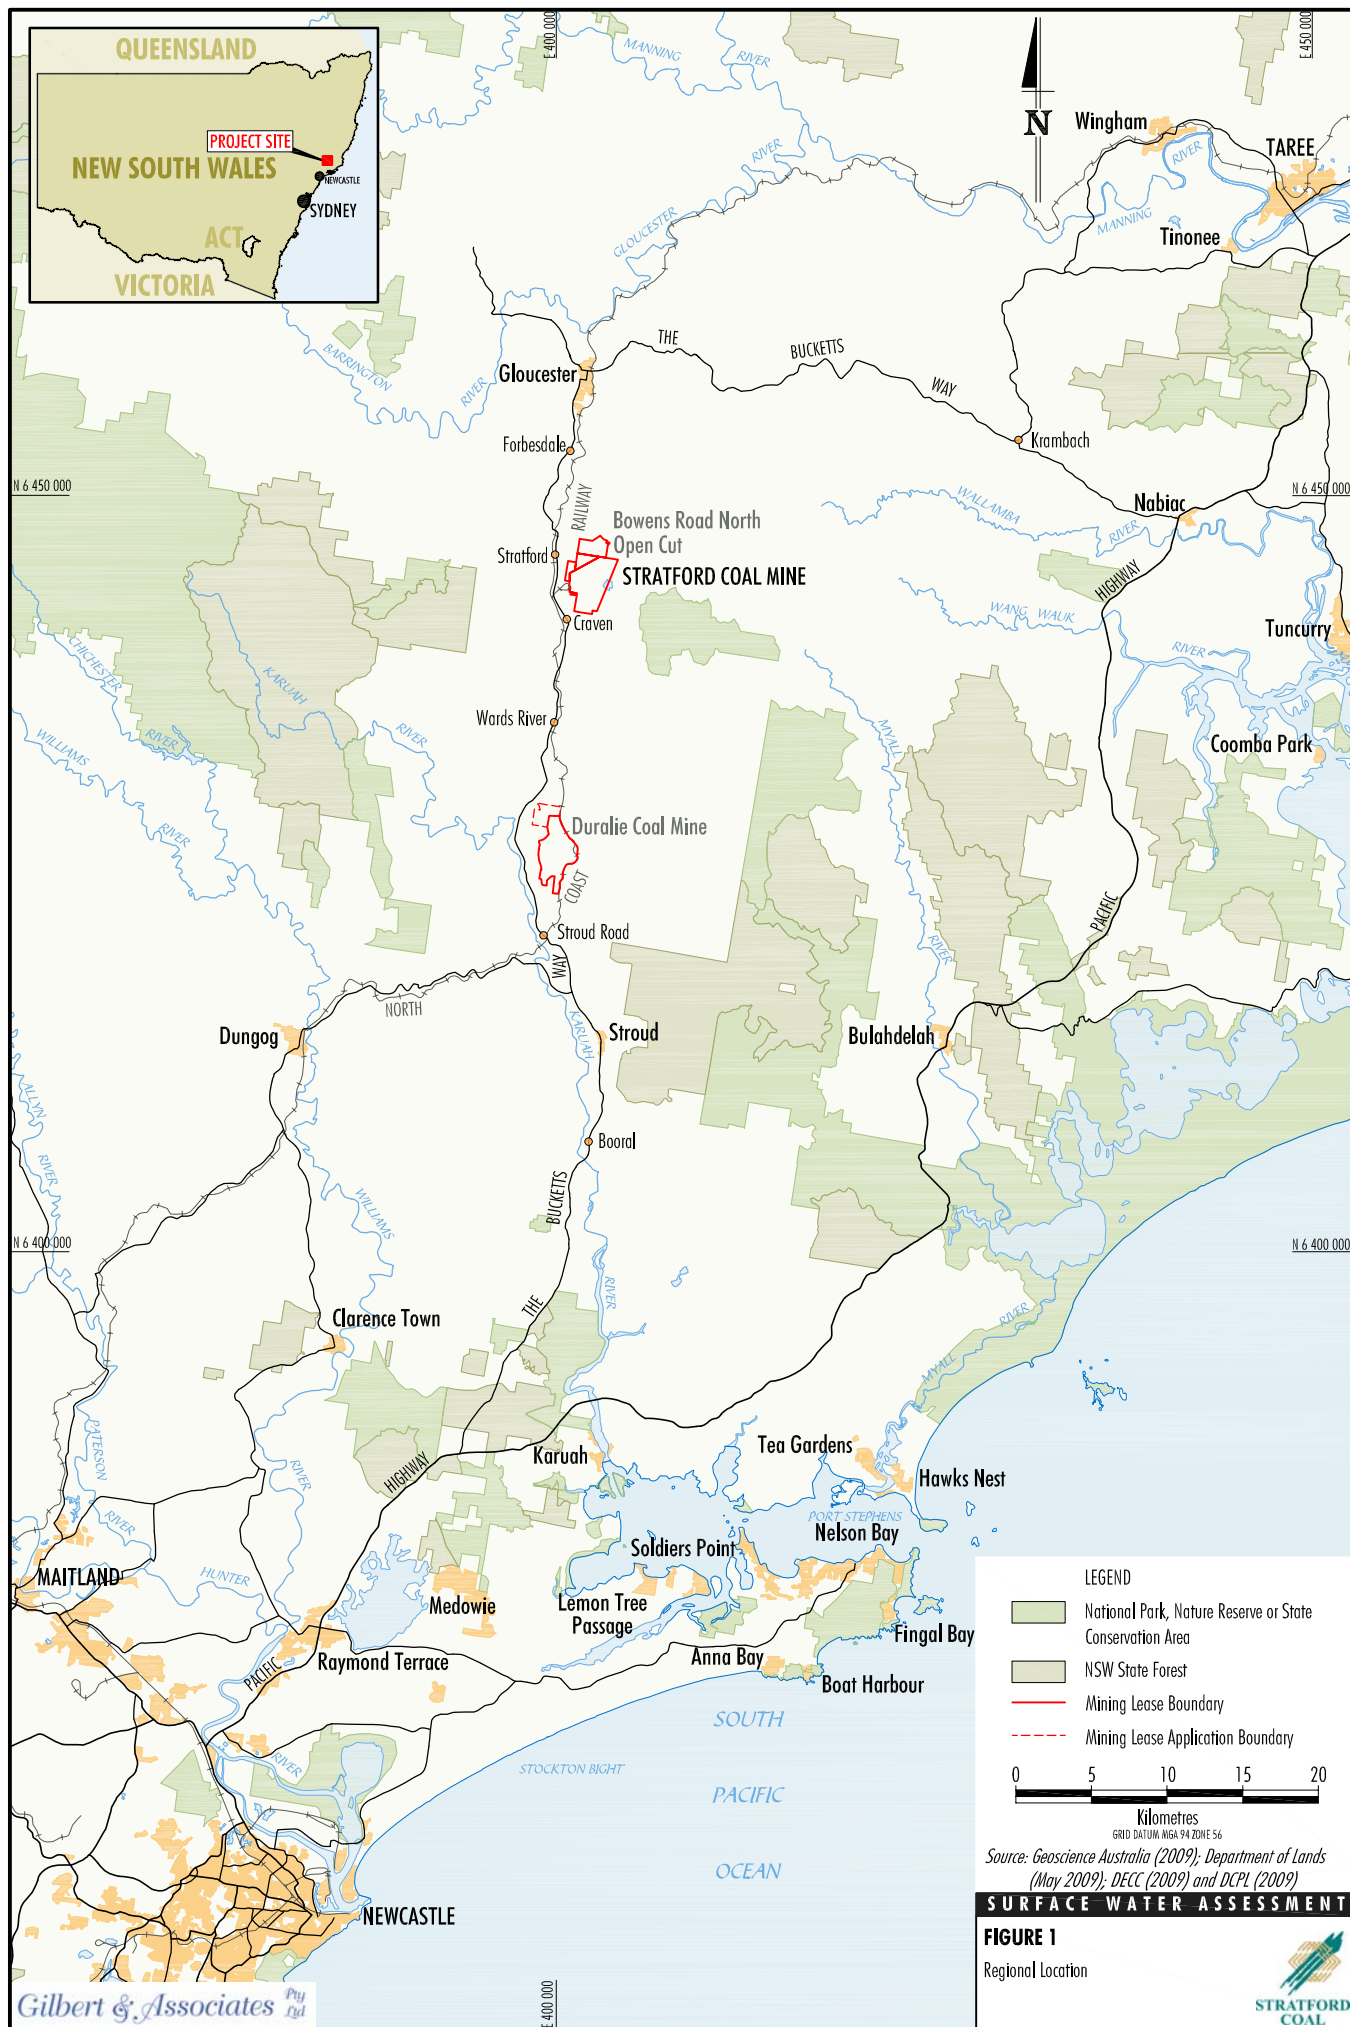 QUEENSLAND
PROJECT SITE
NEW SOUTH WALES
NEWCASTLE
SYDNEY
ACT
VICTORIA
E 400 000
E 450 000
MANNING
RIVER
N
Wingham
TAREE
RIVER
MANNING
Tinonee
RIVER
GLOUCESTER
THE
BUCKETTS
WAY
BARRINGTON
RIVER
Gloucester
Forbesdale
Krambach
N 6 450 000
N 6 450 000
RAILWAY
WALLAMBA
RIVER
Nabiac
Bowens Road North
Open Cut
Stratford
STRATFORD COAL MINE
HIGHWAY
WANG WAUK
RIVER
Craven
Tuncurry
CHICHESTER
RIVER
KARUAH
RIVER
WILLIAMS
RIVER
Wards River
MYALL
RIVER
Coomba Park
Duralie Coal Mine
COAST
PACIFIC
Stroud Road
WAY
NORTH
Dungog
KARUAH
Stroud
Bulahdelah
ALLYN
RIVER
Booral
WILLIAMS
BUCKETTS
N 6 400 000
N 6 400 000
RIVER
THE
RIVER
MYALL
Clarence Town
PATERSON
RIVER
RIVER
HIGHWAY
Karuah
Tea Gardens
Hawks Nest
PORT STEPHENS
Nelson Bay
Soldiers Point
MAITLAND
HUNTER
Medowie
Lemon Tree
Passage
Fingal Bay
Anna Bay
Boat Harbour
Raymond Terrace
PACIFIC
RIVER
SOUTH
PACIFIC
OCEAN
STOCKTON BIGHT
NEWCASTLE
E 400 000
LEGEND
National Park, Nature Reserve or State
Conservation Area
NSW State Forest
Mining Lease Boundary
Mining Lease Application Boundary
0 5 10 15 20
Kilometres
GRID DATUM MGA 94 ZONE 56
Source: Geoscience Australia (2009); Department of Lands
(May 2009); DECC (2009) and DCPL (2009)
SURFACE WATER ASSESSMENT
FIGURE 1
Regional Location
STRATFORD
COAL
Gilbert & Associates Pty Ltd